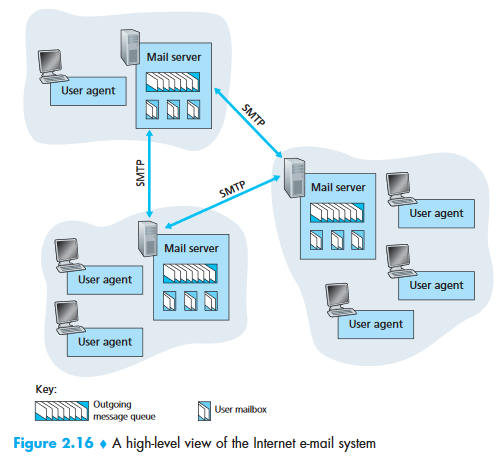 Mail server
User agent
SMTP
SMTP
SMTP
Mail server
User agent
Mail server
User agent
User agent
User agent
User agent
Key:
Outgoing
message queue
User mailbox
Figure 2.16 ♦ A high-level view of the Internet e-mail system